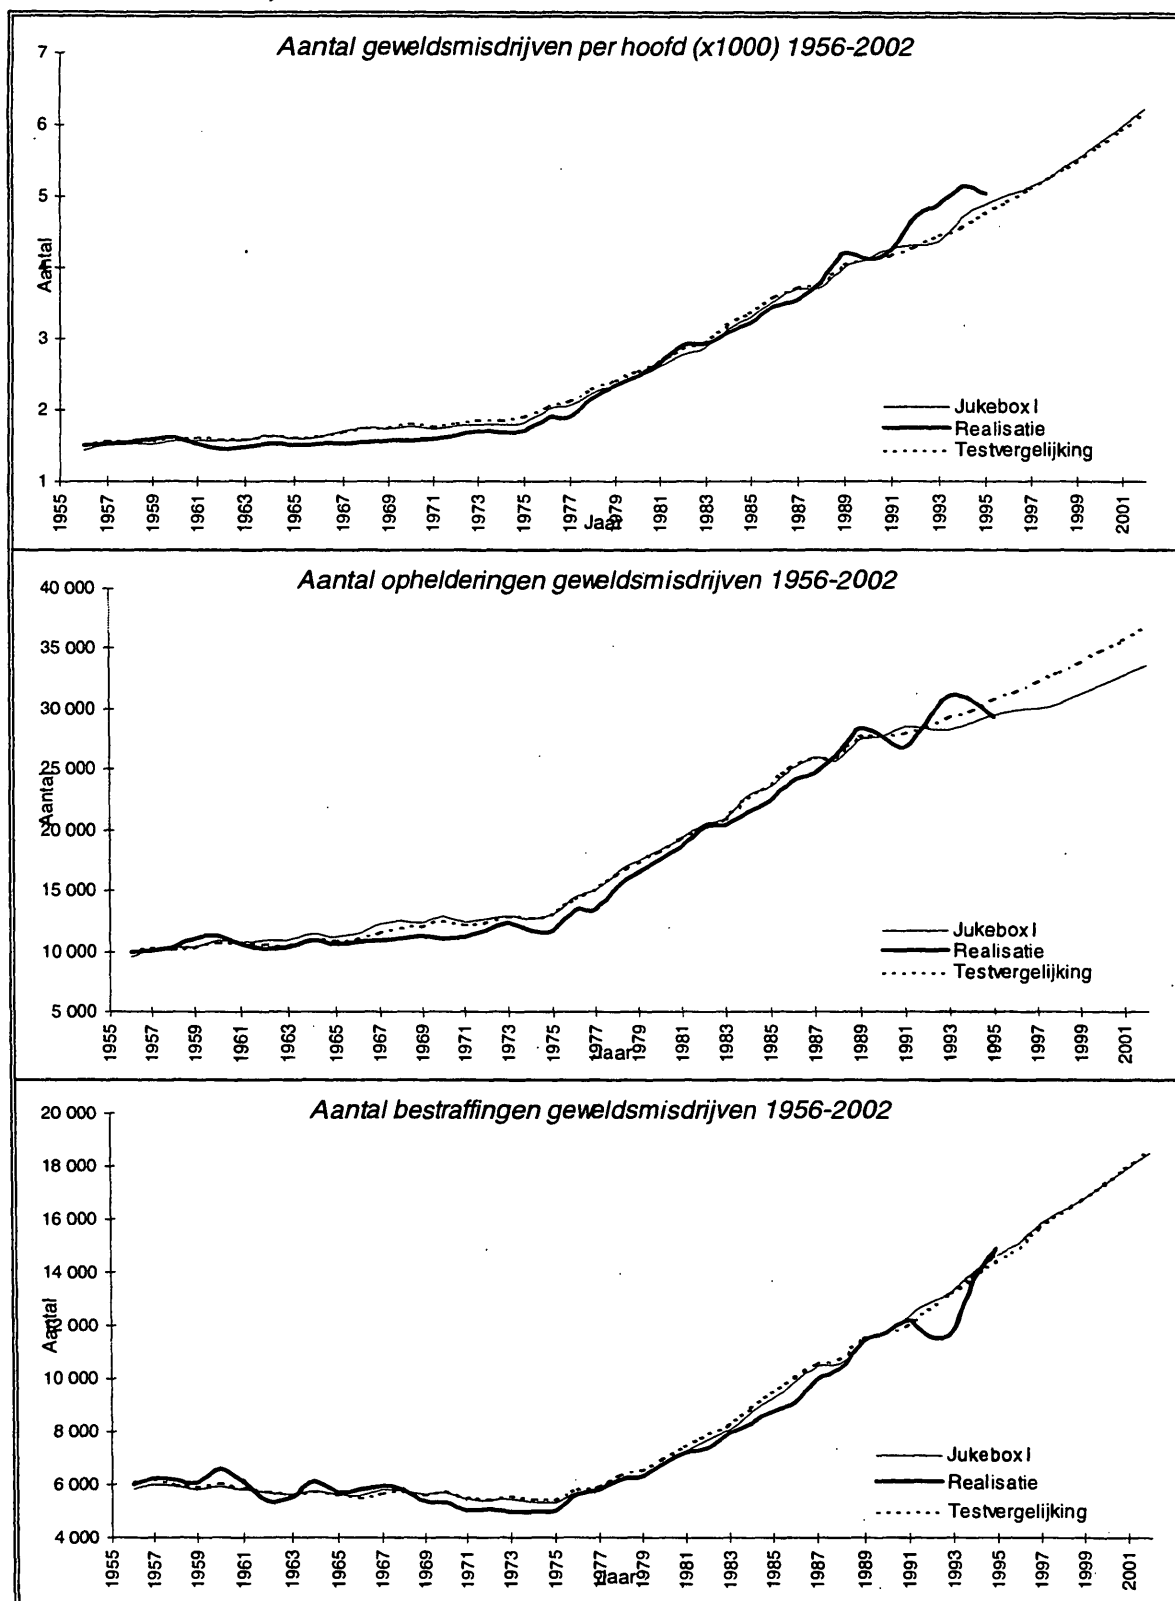 Aantal geweldsmisdrijven per hoofd (x1000) 1956-2002
7
6
5
4
3
2
1
Aantal
Jukebox I
Realisatie
Testvergelijking
1955 1957 1959 1961 1963 1965 1967 1969 1971 1973 1975 1977 1979 1981 1983 1985 1987 1989 1991 1993 1995 1997 1999 2001
Jaar
Aantal ophelderingen geweldsmisdrijven 1956-2002
40 000
35 000
30 000
25 000
20 000
15 000
10 000
5 000
Aantal
Jukebox I
Realisatie
Testvergelijking
1955 1957 1959 1961 1963 1965 1967 1969 1971 1973 1975 1977 1979 1981 1983 1985 1987 1989 1991 1993 1995 1997 1999 2001
Jaar
Aantal bestraffingen geweldsmisdrijven 1956-2002
20 000
18 000
16 000
14 000
12 000
10 000
8 000
6 000
4 000
Aantal
Jukebox I
Realisatie
Testvergelijking
1955 1957 1959 1961 1963 1965 1967 1969 1971 1973 1975 1977 1979 1981 1983 1985 1987 1989 1991 1993 1995 1997 1999 2001
Jaar